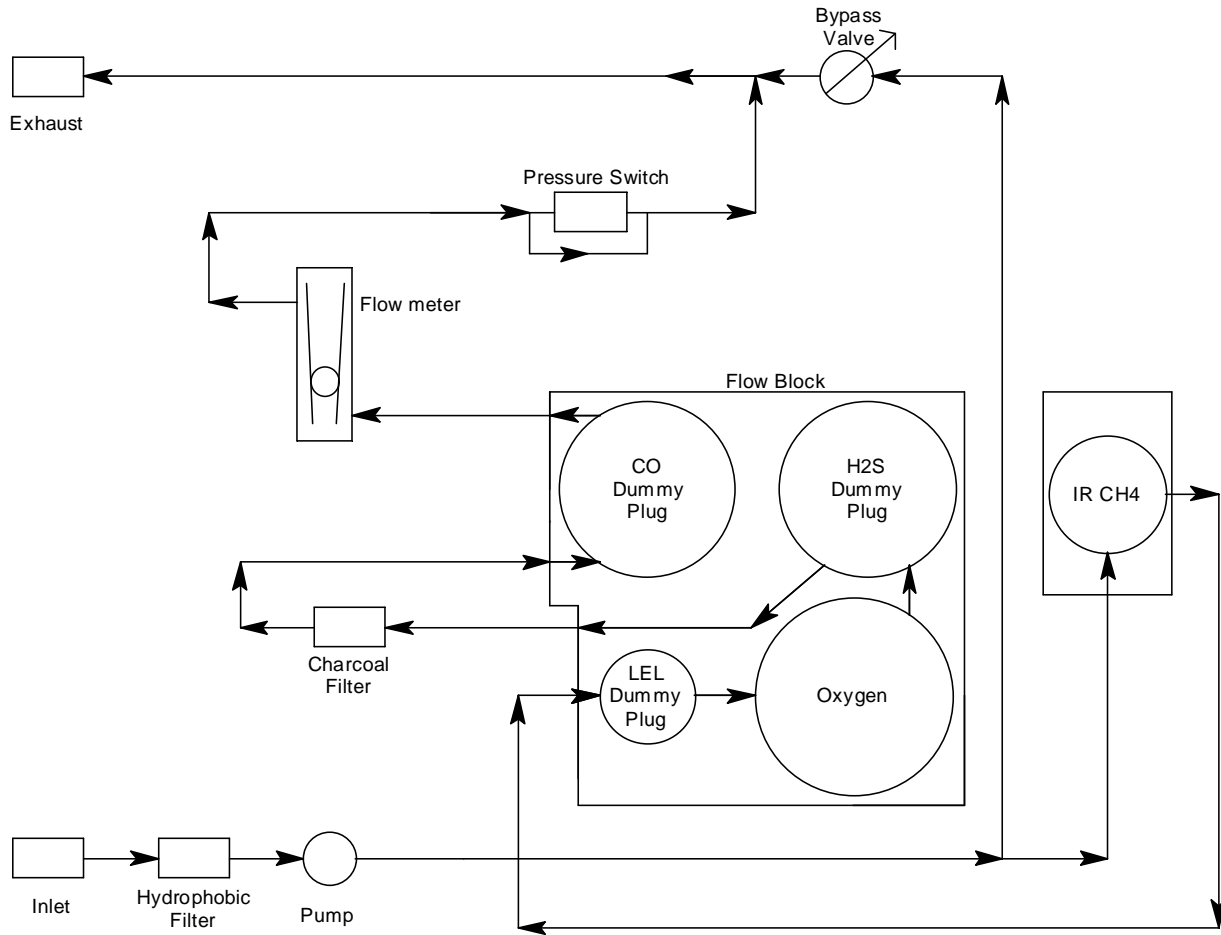 Bypass
Valve
Exhaust
Pressure Switch
Flow meter
Flow Block
CO
Dummy
Plug
H2S
Dummy
Plug
IR CH4
Charcoal
Filter
LEL
Dummy
Plug
Oxygen
Inlet
Hydrophobic
Filter
Pump